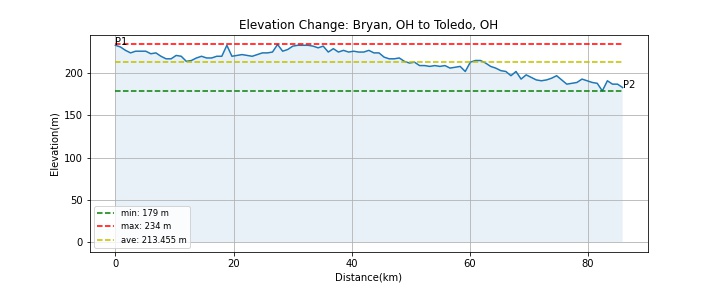 Elevation Change: Bryan, OH to Toledo, OH
P1
P2
Elevation(m)
200
150
100
50
0
min: 179 m
max: 234 m
ave: 213.455 m
0 20 40 60 80
Distance(km)